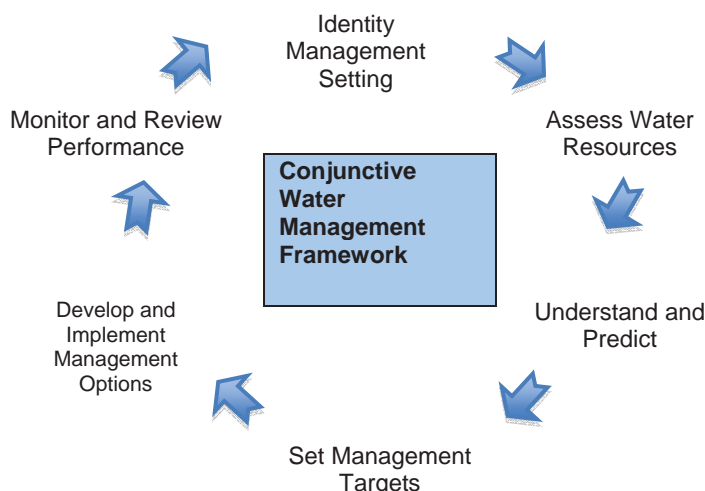 Identity
Management
Setting
Assess Water
Resources
Understand and
Predict
Set Management
Targets
Develop and
Implement
Management
Options
Monitor and Review
Performance
Conjunctive
Water
Management
Framework